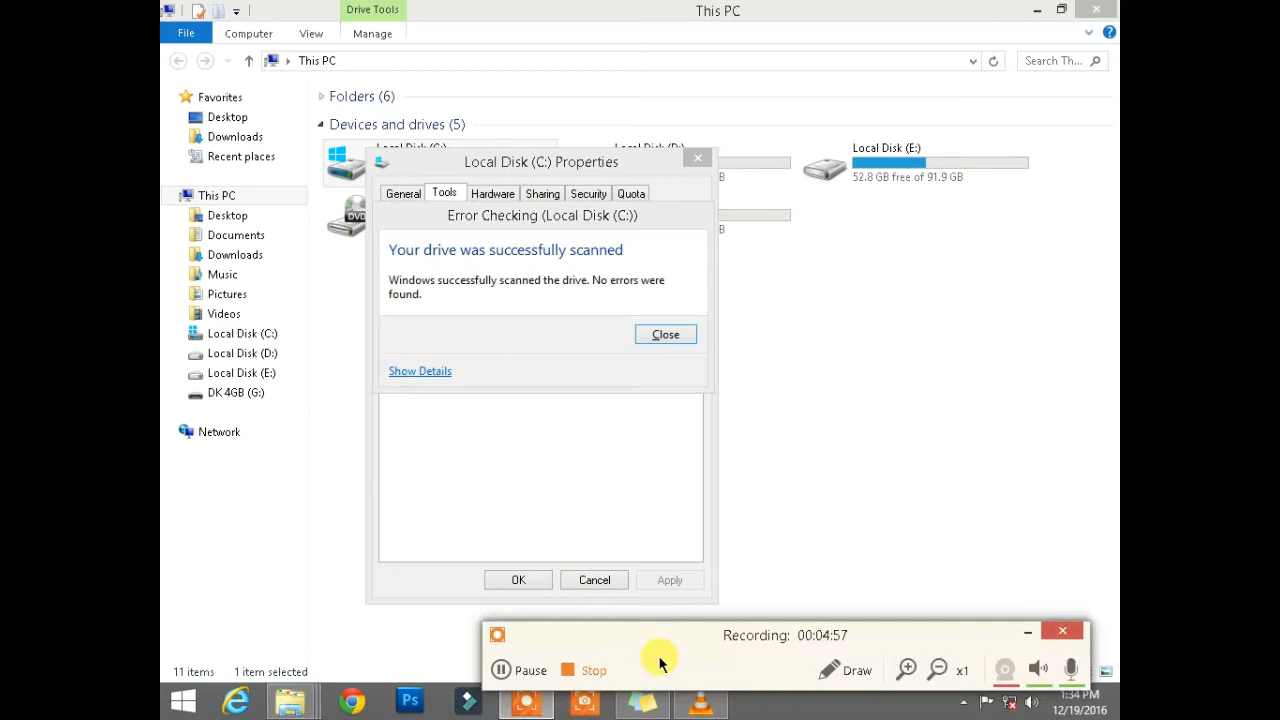 Drive Tools
This PC
File
Computer
View
Manage
This PC
Search Th...
Favorites
Desktop
Downloads
Recent places
This PC
Desktop
Documents
Downloads
Music
Pictures
Videos
Local Disk (C:)
Local Disk (D:)
Local Disk (E:)
DK 4GB (G:)
Network
Folders (6)
Devices and drives (5)
Local Disk (E:)
52.8 GB free of 91.9 GB
B
B
DVD
Local Disk (C:) Properties
General
Tools
Hardware
Sharing
Security
Quota
Error Checking (Local Disk (C:))
Your drive was successfully scanned
Windows successfully scanned the drive. No errors were
found.
Close
Show Details
OK
Cancel
Apply
Recording: 00:04:57
Pause
Stop
Draw
x1
11 items
1 item selected
Ps
1:34 PM
12/19/2016